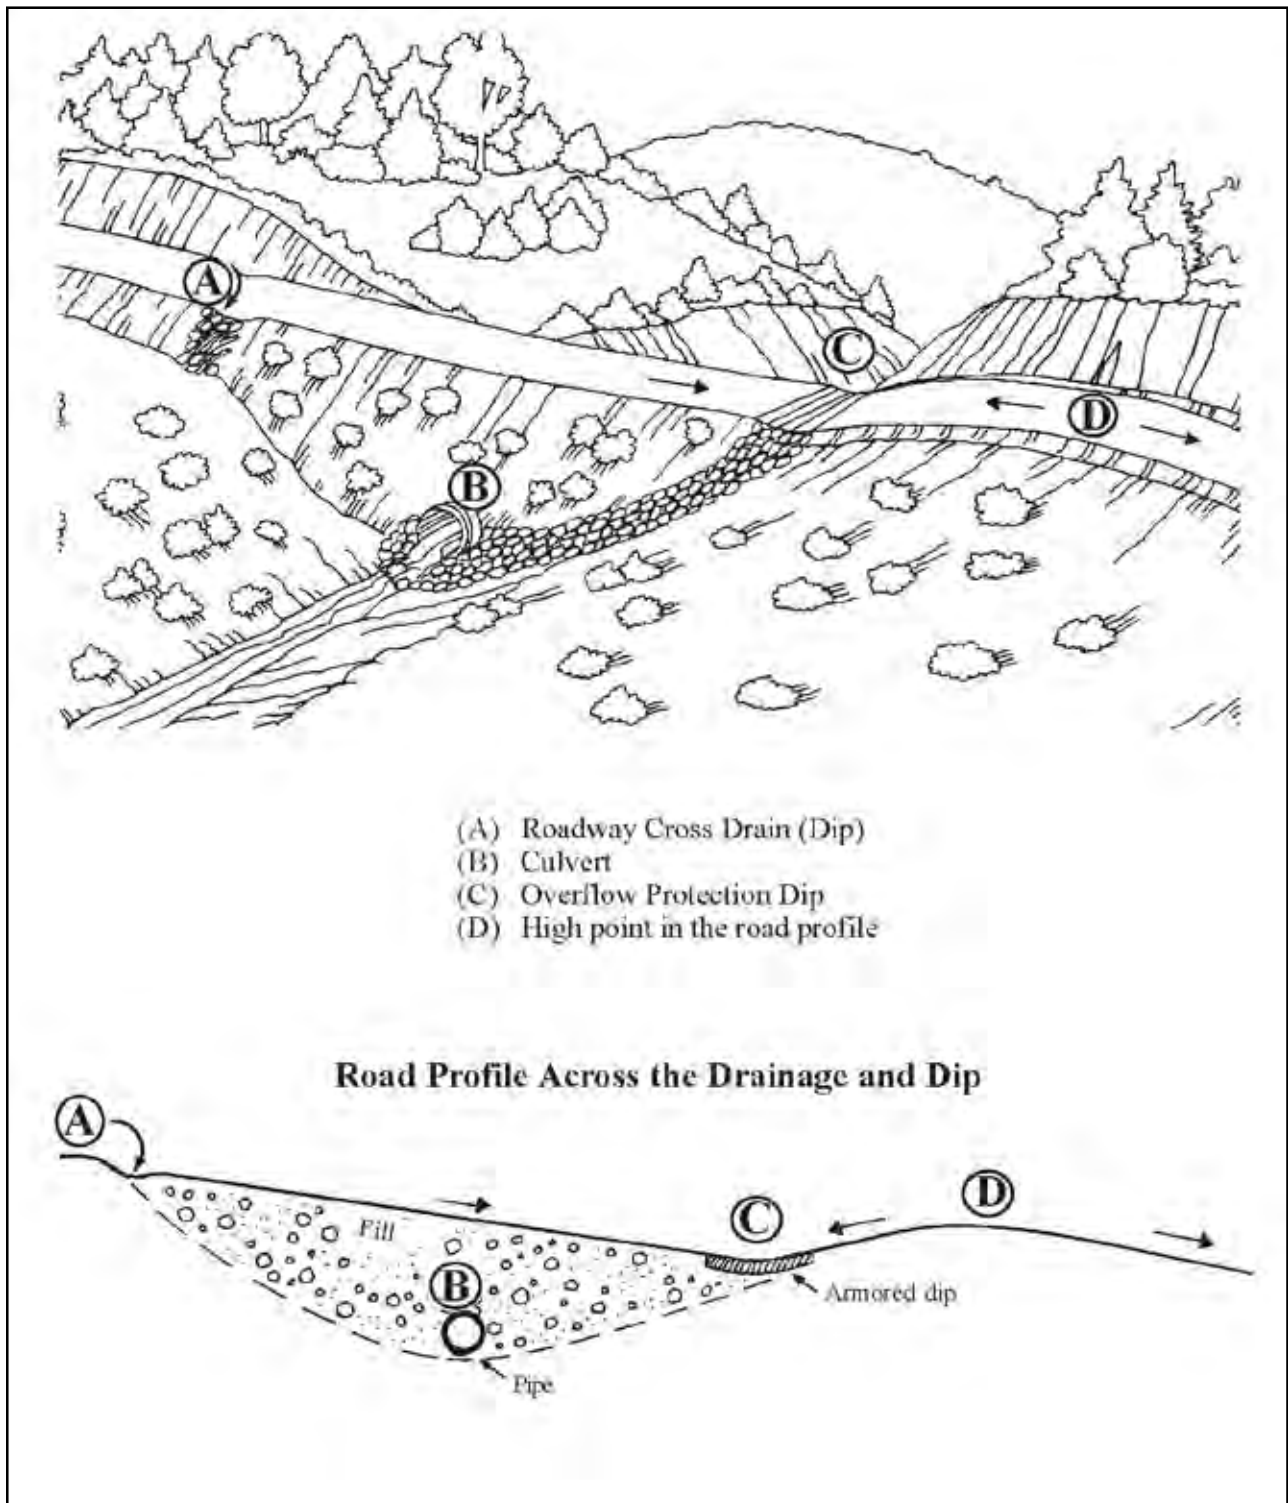 A
C
D
B
(A) Roadway Cross Drain (Dip)
(B) Culvert
(C) Overflow Protection Dip
(D) High point in the road profile
Road Profile Across the Drainage and Dip
A
D
C
Fill
B
Armored dip
Pipe